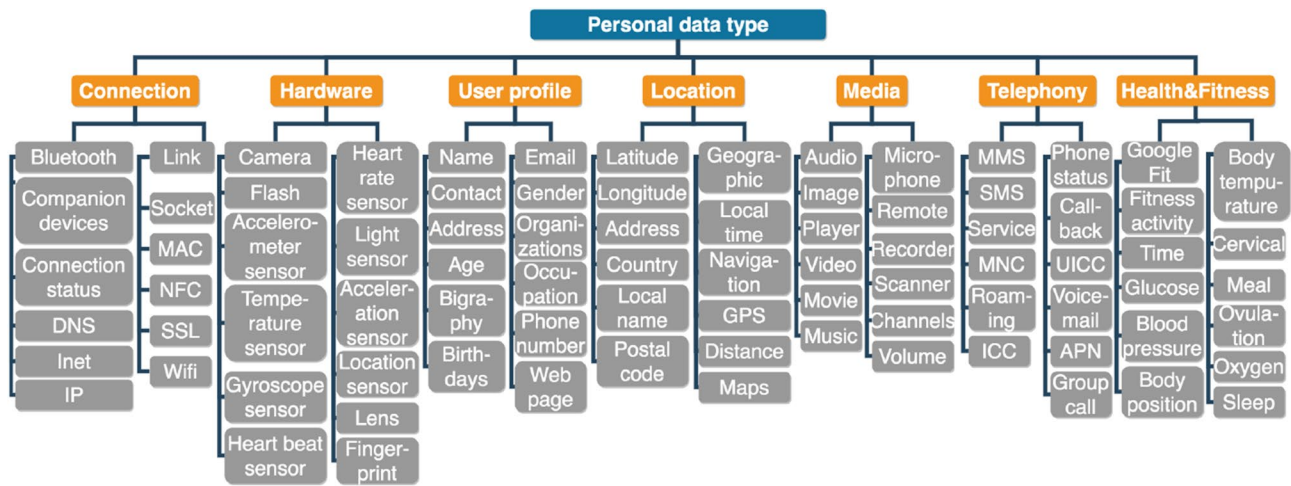 Personal data type
Connection
Hardware
User profile
Location
Media
Telephony
Health&Fitness
Bluetooth
Companion
devices
Connection
status
DNS
Inet
IP
Link
Socket
MAC
NFC
SSL
Wifi
Camera
Flash
Accelero-
meter
sensor
Tempe-
rature
sensor
Gyroscope
sensor
Heart beat
sensor
Heart
rate
sensor
Light
sensor
Acceler-
ation
sensor
Location
sensor
Lens
Finger-
print
Name
Contact
Address
Age
Bigra-
phy
Birth-
days
Email
Gender
Organi-
zations
Occu-
pation
Phone
number
Web
page
Latitude
Longitude
Address
Country
Local
name
Postal
code
Geogra-
phic
Local
time
Naviga-
tion
GPS
Distance
Maps
Audio
Image
Player
Video
Movie
Music
Micro-
phone
Remote
Recorder
Scanner
Channels
Volume
MMS
SMS
Service
MNC
Roam-
ing
ICC
Phone
status
Call-
back
UICC
Voice-
mail
APN
Group
call
Google
Fit
Fitness
activity
Time
Glucose
Blood
pressure
Body
position
Body
tempu-
rature
Cervical
Meal
Ovula-
tion
Oxygen
Sleep